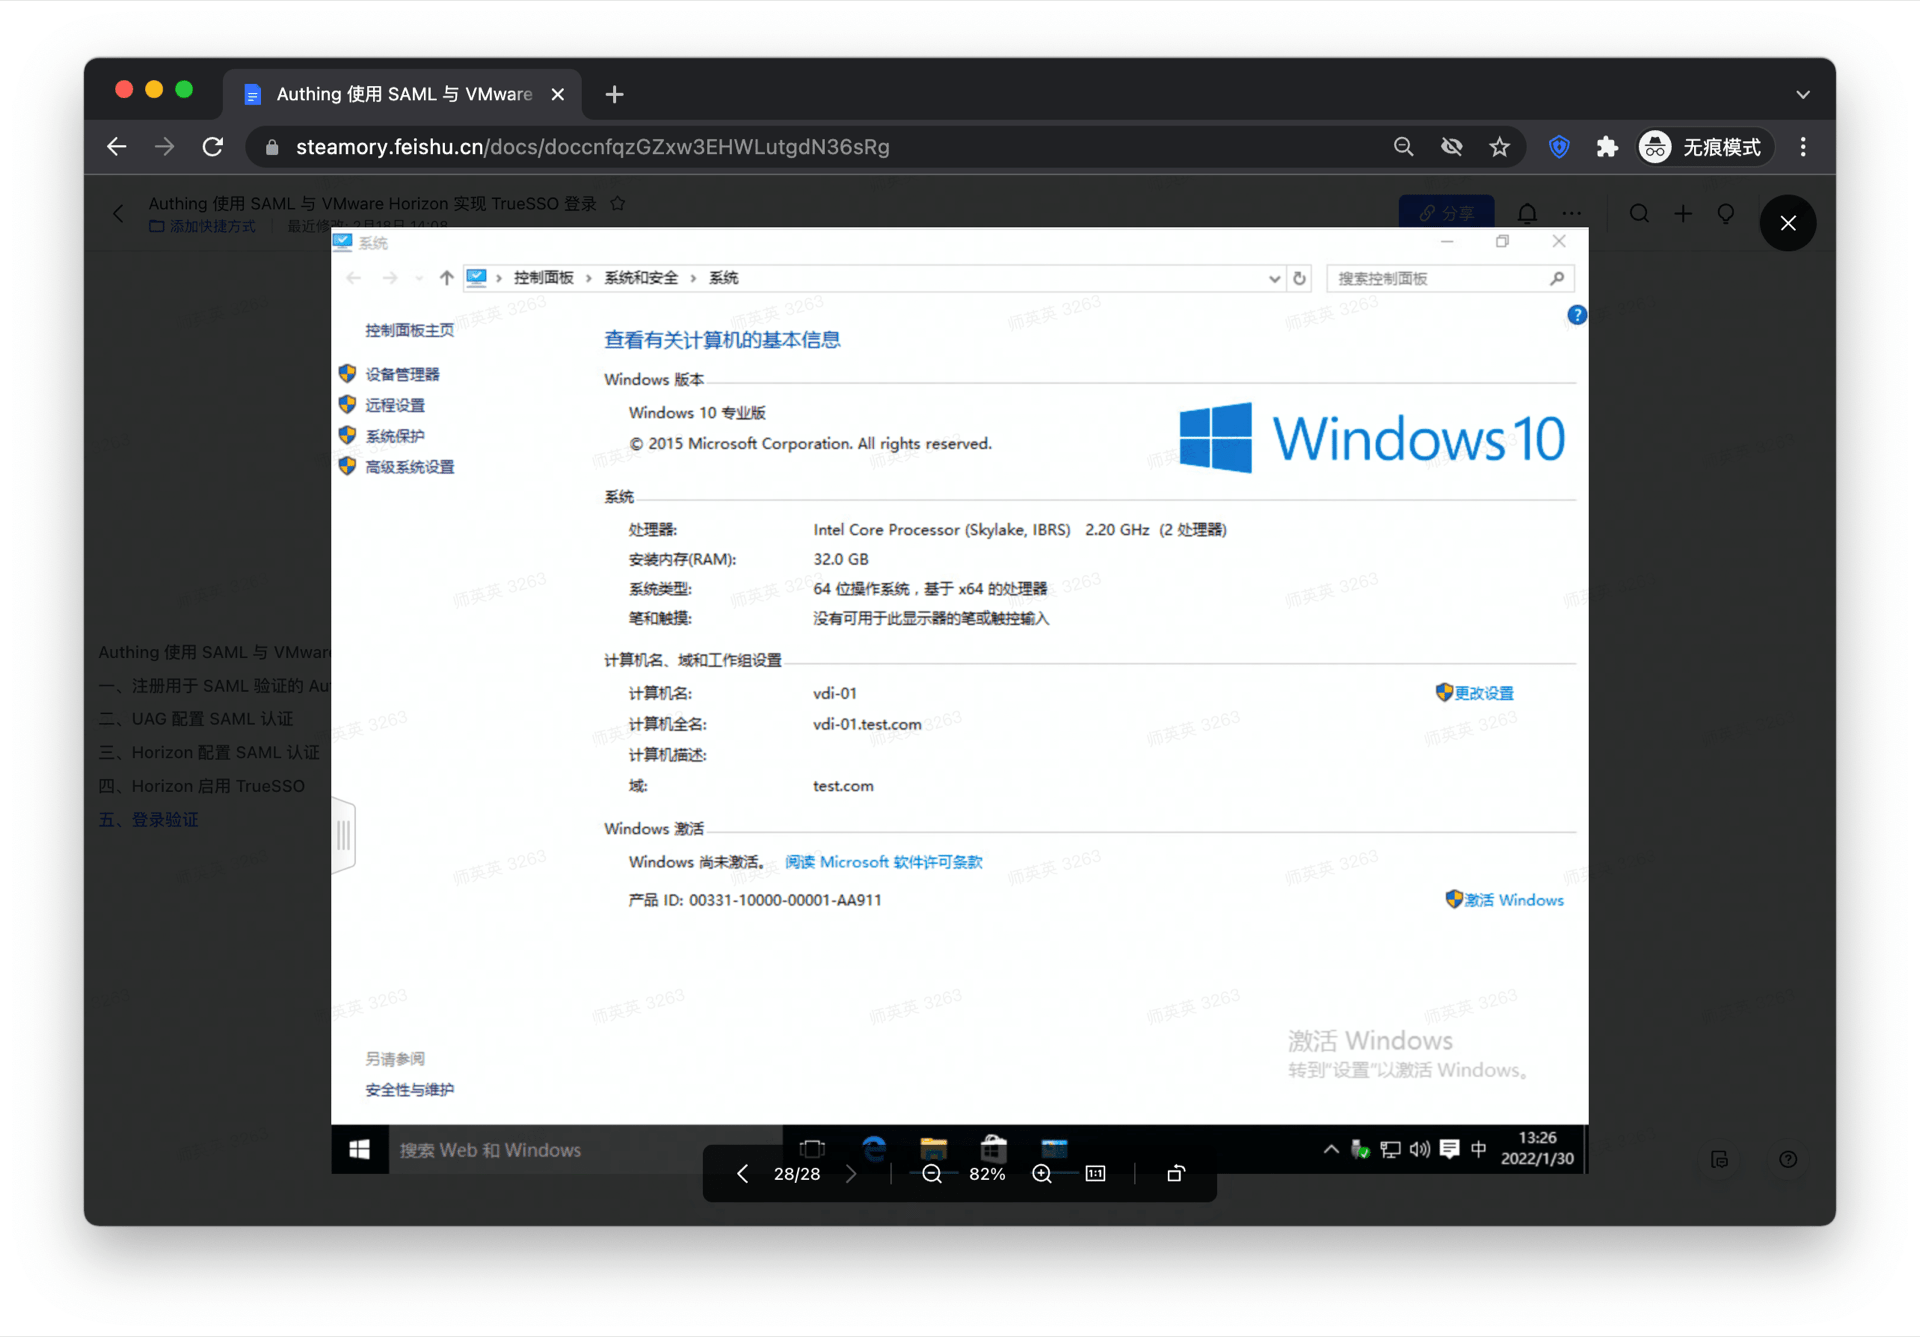 Authing 使用 SAML 与 VMware
steamory.feishu.cn/docs/doccnfqzGZxw3EHWLutgdN36sRg
无痕模式
Authing 使用 SAML 与 VMware Horizon 实现 TrueSSO 登录
添加快捷方式
最近修改: 2月18日 14:08
分享
系统
控制面板 › 系统和安全 › 系统
搜索控制面板
控制面板主页
设备管理器
远程设置
系统保护
高级系统设置
查看有关计算机的基本信息
Windows 版本
Windows 10 专业版
© 2015 Microsoft Corporation. All rights reserved.
Windows 10
系统
处理器: Intel Core Processor (Skylake, IBRS) 2.20 GHz (2 处理器)
安装内存(RAM): 32.0 GB
系统类型: 64 位操作系统，基于 x64 的处理器
笔和触摸: 没有可用于此显示器的笔或触控输入
计算机名、域和工作组设置
计算机名: vdi-01
更改设置
计算机全名: vdi-01.test.com
计算机描述:
域: test.com
Windows 激活
Windows 尚未激活。 阅读 Microsoft 软件许可条款
产品 ID: 00331-10000-00001-AA911
激活 Windows
Authing 使用 SAML 与 VMware
一、注册用于 SAML 验证的 Au
二、UAG 配置 SAML 认证
三、Horizon 配置 SAML 认证
四、Horizon 启用 TrueSSO
五、登录验证
师英英 3263
另请参阅
安全性与维护
激活 Windows
转到"设置"以激活 Windows。
搜索 Web 和 Windows
中
13:26
2022/1/30
28/28
82%
1:1